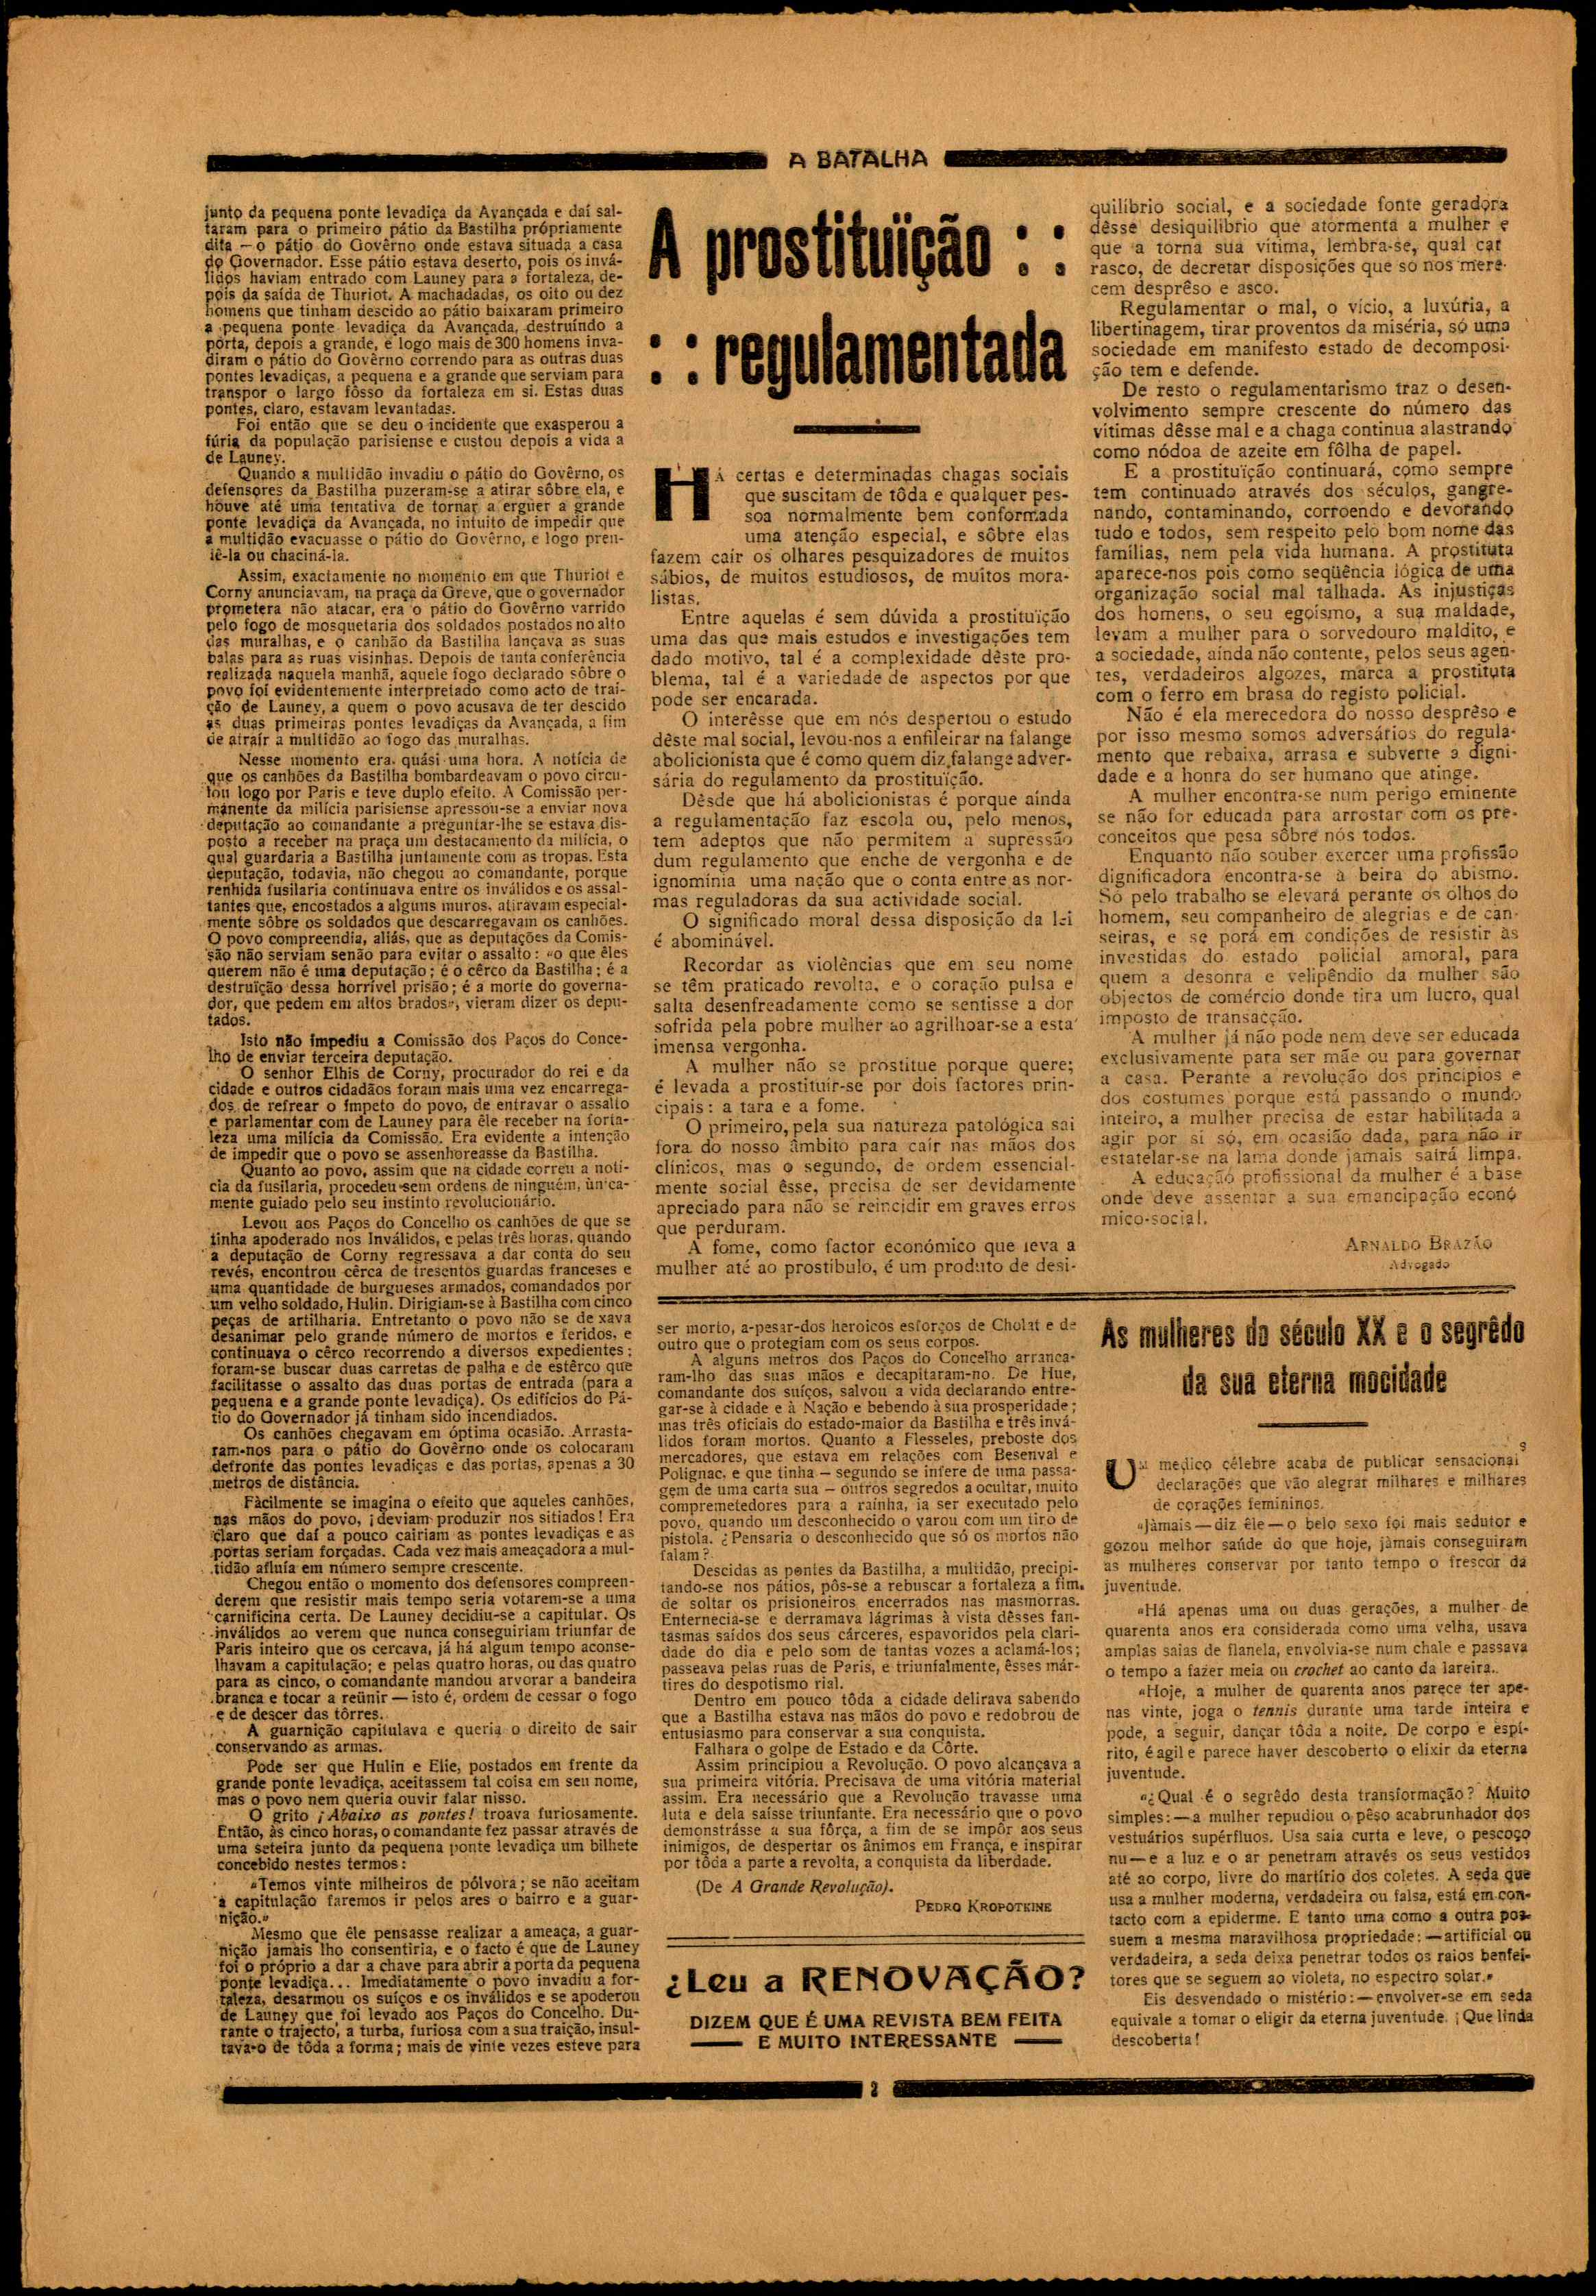 A BATALHA
junto da pequena ponte levadiça da Avançada e daí sal-
taram para o primeiro pátio da Bastilha própriamente
dita — o pátio do Govêrno onde estava situada a casa
do Governador. Esse pátio estava deserto, pois os invá-
lidos haviam entrado com Launey para a fortaleza, de-
pois da saída de Thuriot. A machadadas, os oito ou dez
homens que tinham descido ao pátio baixaram primeiro
a pequena ponte levadiça da Avançada, destruíndo a
porta, depois a grande, e logo mais de 300 homens inva-
diram o pátio do Govêrno correndo para as outras duas
pontes levadiças, a pequena e a grande que serviam para
transpor o largo fôsso da fortaleza em si. Estas duas
pontes, claro, estavam levantadas.
Foi então que se deu o incidente que exasperou a
fúria da população parisiense e custou depois a vida a
de Launey.
Quando a multidão invadiu o pátio do Govêrno, os
defensores da Bastilha puzeram-se a atirar sôbre ela, e
houve até uma tentativa de tornar a erguer a grande
ponte levadiça da Avançada, no intuito de impedir que
a multidão evacuasse o pátio do Govêrno, e logo pren-
dê-la ou chaciná-la.
Assim, exactamente no momento em que Thuriot e
Corny anunciavam, na praça da Greve, que o governador
prometera não atacar, era o pátio do Govêrno varrido
pelo fogo de mosquetaria dos soldados postados no alto
das muralhas, e o canhão da Bastilha lançava as suas
balas para as ruas visinhas. Depois de tanta conferência
realizada naquela manhã, aquele fogo declarado sôbre o
povo foi evidentemente interpretado como acto de trai-
ção de Launey, a quem o povo acusava de ter descido
as duas primeiras pontes levadiças da Avançada, a fim
de atraír a multidão ao fogo das muralhas.
Nesse momento era quási uma hora. A notícia de
que os canhões da Bastilha bombardeavam o povo circu-
lou logo por Paris e teve duplo efeito. A Comissão per-
manente da milícia parisiense apressou-se a enviar nova
deputação ao comandante a preguntar-lhe se estava dis-
posto a receber na praça um destacamento da milícia, o
qual guardaria a Bastilha juntamente com as tropas. Esta
deputação, todavia, não chegou ao comandante, porque
renhida fusilaria continuava entre os inválidos e os assal-
tantes que, encostados a alguns muros, atiravam especial-
mente sôbre os soldados que descarregavam os canhões.
O povo compreendia, aliás, que as deputações da Comis-
são não serviam senão para evitar o assalto: «o que êles
querem não é uma deputação; é o cêrco da Bastilha; é a
destruïção dessa horrível prisão; é a morte do governa-
dor, que pedem em altos brados», vieram dizer os depu-
tados.
Isto não impediu a Comissão dos Paços do Conce-
lho de enviar terceira deputação.
O senhor Elhis de Corny, procurador do rei e da
cidade e outros cidadãos foram mais uma vez encarrega-
dos de refrear o ímpeto do povo, de entravar o assalto
e parlamentar com de Launey para êle receber na forta-
leza uma milícia da Comissão. Era evidente a intenção
de impedir que o povo se assenhoreasse da Bastilha.
Quanto ao povo, assim que na cidade correu a notí-
cia da fusilaria, procedeu sem ordens de ninguém, ùnica-
mente guiado pelo seu instinto revolucionário.
Levou aos Paços do Concelho os canhões de que se
tinha apoderado nos Inválidos, e pelas três horas, quando
a deputação de Corny regressava a dar conta do seu
revés, encontrou cêrca de tresentos guardas franceses e
uma quantidade de burgueses armados, comandados por
um velho soldado, Hulin. Dirigiam-se à Bastilha com cinco
peças de artilharia. Entretanto o povo não se deixava
desanimar pelo grande número de mortos e feridos, e
continuava o cêrco recorrendo a diversos expedientes;
foram-se buscar duas carretas de palha e de estêrco que
facilitasse o assalto das duas portas de entrada (para a
pequena e a grande ponte levadiça). Os edifícios do Pá-
tio do Governador já tinham sido incendiados.
Os canhões chegavam em óptima ocasião. Arrasta-
ram-nos para o pátio do Govêrno onde os colocaram
defronte das pontes levadiças e das portas, apenas a 30
metros de distância.
Fàcilmente se imagina o efeito que aqueles canhões,
nas mãos do povo, ¡deviam produzir nos sitiados! Era
claro que daí a pouco cairiam as pontes levadiças e as
portas seriam forçadas. Cada vez mais ameaçadora a mul-
tidão afluía em número sempre crescente.
Chegou então o momento dos defensores compreen-
derem que resistir mais tempo seria votarem-se a uma
carnificina certa. De Launey decidiu-se a capitular. Os
inválidos ao verem que nunca conseguiriam triunfar de
Paris inteiro que os cercava, já há algum tempo aconse-
lhavam a capitulação; e pelas quatro horas, ou das quatro
para as cinco, o comandante mandou arvorar a bandeira
branca e tocar a reünir — isto é, ordem de cessar o fogo
e de descer das tôrres.
A guarnição capitulava e queria o direito de sair
conservando as armas.
Pode ser que Hulin e Elie, postados em frente da
grande ponte levadiça, aceitassem tal coisa em seu nome,
mas o povo nem queria ouvir falar nisso.
O grito ¡Abaixo as pontes! troava furiosamente.
Então, às cinco horas, o comandante fez passar através de
uma seteira junto da pequena ponte levadiça um bilhete
concebido nestes termos:
«Temos vinte milheiros de pólvora; se não aceitam
a capitulação faremos ir pelos ares o bairro e a guar-
nição.»
Mesmo que êle pensasse realizar a ameaça, a guar-
nição jamais lho consentiria, e o facto é que de Launey
foi o próprio a dar a chave para abrir a porta da pequena
ponte levadiça... Imediatamente o povo invadiu a for-
taleza, desarmou os suíços e os inválidos e se apoderou
de Launey que foi levado aos Paços do Concelho. Du-
rante o trajecto, a turba, furiosa com a sua traição, insul-
tava-o de tôda a forma; mais de vinte vezes esteve para
ser morto, a-pesar-dos heroicos esforços de Cholat e de
outro que o protegiam com os seus corpos.
A alguns metros dos Paços do Concelho arranca-
ram-lho das suas mãos e decapitaram-no. De Hue,
comandante dos suíços, salvou a vida declarando entre-
gar-se à cidade e à Nação e bebendo à sua prosperidade;
mas três oficiais do estado-maior da Bastilha e três invá-
lidos foram mortos. Quanto a Flesseles, preboste dos
mercadores, que estava em relações com Besenval e
Polignac, e que tinha — segundo se infere de uma passa-
gem de uma carta sua — outros segredos a ocultar, muito
compremetedores para a raínha, ia ser executado pelo
povo, quando um desconhecido o varou com um tiro de
pistola. ¿Pensaria o desconhecido que só os mortos não
falam?
Descidas as pontes da Bastilha, a multidão, precipi-
tando-se nos pátios, pôs-se a rebuscar a fortaleza a fim
de soltar os prisioneiros encerrados nas masmorras.
Enternecia-se e derramava lágrimas à vista dêsses fan-
tasmas saídos dos seus cárceres, espavoridos pela clari-
dade do dia e pelo som de tantas vozes a aclamá-los;
passeava pelas ruas de Paris, e triunfalmente, êsses már-
tires do despotismo rial.
Dentro em pouco tôda a cidade delirava sabendo
que a Bastilha estava nas mãos do povo e redobrou de
entusiasmo para conservar a sua conquista.
Falhara o golpe de Estado e da Côrte.
Assim principiou a Revolução. O povo alcançava a
sua primeira vitória. Precisava de uma vitória material
assim. Era necessário que a Revolução travasse uma
luta e dela saísse triunfante. Era necessário que o povo
demonstrásse a sua fôrça, a fim de se impôr aos seus
inimigos, de despertar os ânimos em França, e inspirar
por tôda a parte a revolta, a conquista da liberdade.
(De A Grande Revolução).
PEDRO KROPOTKINE
A prostituïção : :
: : regulamentada
HÁ certas e determinadas chagas sociais
que suscitam de tôda e qualquer pes-
soa normalmente bem conformada
uma atenção especial, e sôbre elas
fazem cair os olhares pesquizadores de muitos
sábios, de muitos estudiosos, de muitos mora-
listas.
Entre aquelas é sem dúvida a prostituïção
uma das que mais estudos e investigações tem
dado motivo, tal é a complexidade dêste pro-
blema, tal é a variedade de aspectos por que
pode ser encarada.
O interêsse que em nós despertou o estudo
dêste mal social, levou-nos a enfileirar na falange
abolicionista que é como quem diz falange adver-
sária do regulamento da prostituïção.
Dêsde que há abolicionistas é porque aínda
a regulamentação faz escola ou, pelo menos,
tem adeptos que não permitem a supressão
dum regulamento que enche de vergonha e de
ignomínia uma nação que o conta entre as nor-
mas reguladoras da sua actividade social.
O significado moral dessa disposição da lei
é abominável.
Recordar as violências que em seu nome
se têm praticado revolta, e o coração pulsa e
salta desenfreadamente como se sentisse a dor
sofrida pela pobre mulher ao agrilhoar-se a esta
imensa vergonha.
A mulher não se prostitue porque quere;
é levada a prostituir-se por dois factores prin-
cipais: a tara e a fome.
O primeiro, pela sua natureza patológica sai
fora do nosso âmbito para cair nas mãos dos
clínicos, mas o segundo, de ordem essencial-
mente social êsse, precisa de ser devidamente
apreciado para não se reincidir em graves erros
que perduram.
A fome, como factor económico que leva a
mulher até ao prostíbulo, é um produto de desi-
quilíbrio social, e a sociedade fonte geradora
dêsse desiquilíbrio que atormenta a mulher e
que a torna sua vítima, lembra-se, qual car
rasco, de decretar disposições que só nos mere-
cem desprêso e asco.
Regulamentar o mal, o vício, a luxúria, a
libertinagem, tirar proventos da miséria, só uma
sociedade em manifesto estado de decomposi-
ção tem e defende.
De resto o regulamentarismo traz o desen-
volvimento sempre crescente do número das
vítimas dêsse mal e a chaga continua alastrando
como nódoa de azeite em fôlha de papel.
E a prostituïção continuará, como sempre
tem continuado através dos séculos, gangre-
nando, contaminando, corroendo e devorando
tudo e todos, sem respeito pelo bom nome das
famílias, nem pela vida humana. A prostituta
aparece-nos pois como seqüência lógica de uma
organização social mal talhada. As injustiças
dos homens, o seu egoísmo, a sua maldade,
levam a mulher para o sorvedouro maldito, e
a sociedade, aínda não contente, pelos seus agen-
tes, verdadeiros algozes, marca a prostituta
com o ferro em brasa do registo policial.
Não é ela merecedora do nosso desprêso e
por isso mesmo somos adversários do regula-
mento que rebaixa, arrasa e subverte a digni-
dade e a honra do ser humano que atinge.
A mulher encontra-se num perigo eminente
se não for educada para arrostar com os pre-
conceitos que pesa sôbre nós todos.
Enquanto não souber exercer uma profissão
dignificadora encontra-se à beira do abismo.
Só pelo trabalho se elevará perante os olhos do
homem, seu companheiro de alegrias e de can-
seiras, e se porá em condições de resistir às
investidas do estado policial amoral, para
quem a desonra e velipêndio da mulher são
objectos de comércio donde tira um lucro, qual
imposto de transacção.
A mulher já não pode nem deve ser educada
exclusivamente para ser mãe ou para governar
a casa. Perante a revolução dos princípios e
dos costumes porque está passando o mundo
inteiro, a mulher precisa de estar habilitada a
agir por si só, em ocasião dada, para não ir
estatelar-se na lama donde jamais sairá limpa.
A educação profissional da mulher é a base
onde deve assentar a sua emancipação econó
mico-social.
ARNALDO BRAZÃO
Advogado
¿Leu a RENOVAÇÃO?
DIZEM QUE É UMA REVISTA BEM FEITA
E MUITO INTERESSANTE
As mulheres do século XX e o segrêdo
da sua eterna mocidade
UM medico célebre acaba de publicar sensacionai
s
declarações que vão alegrar milhares e milhares
de corações femininos.
«Jàmais — diz êle — o belo sexo foi mais sedutor e
gozou melhor saúde do que hoje, jàmais conseguiram
as mulheres conservar por tanto tempo o frescor da
juventude.
«Há apenas uma ou duas gerações, a mulher de
quarenta anos era considerada como uma velha, usava
amplas saias de flanela, envolvia-se num chale e passava
o tempo a fazer meia ou crochet ao canto da lareira.
«Hoje, a mulher de quarenta anos parece ter ape-
nas vinte, joga o tennis durante uma tarde inteira e
pode, a seguir, dançar tôda a noite. De corpo e espí-
rito, é agil e parece haver descoberto o elixir da eterna
juventude.
«¿Qual é o segrêdo desta transformação? Muito
simples: — a mulher repudiou o pêso acabrunhador dos
vestuários supérfluos. Usa saia curta e leve, o pescoço
nu — e a luz e o ar penetram através os seus vestidos
até ao corpo, livre do martírio dos coletes. A seda que
usa a mulher moderna, verdadeira ou falsa, está em con-
tacto com a epiderme. E tanto uma como a outra pos-
suem a mesma maravilhosa propriedade: — artificial ou
verdadeira, a seda deixa penetrar todos os raios benfei-
tores que se seguem ao violeta, no espectro solar.»
Eis desvendado o mistério: — envolver-se em seda
equivale a tomar o eligir da eterna juventude. ¡Que linda
descoberta!
2